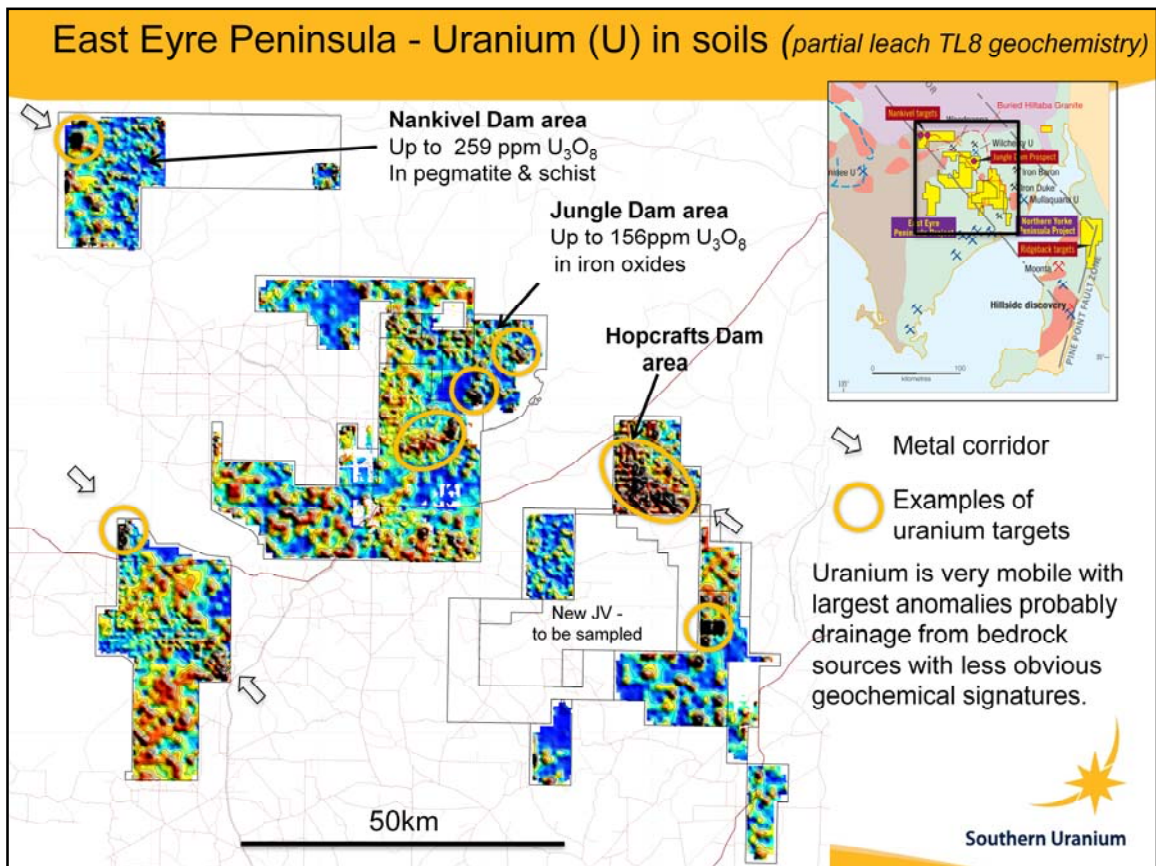 East Eyre Peninsula - Uranium (U) in soils (partial leach TL8 geochemistry)
Nankivel Dam area
Up to 259 ppm U₃O₈
In pegmatite & schist
Jungle Dam area
Up to 156ppm U₃O₈
in iron oxides
Hopcrafts Dam
area
New JV -
to be sampled
50km
Buried Hiltaba Granite
Nankivel targets
Wilcherry U
Jungle Dam Prospect
Iron Baron
Iron Duke
Mullaquana U
East Eyre
Peninsula Project
Northern Yorke
Peninsula Project
Ridgeback targets
Moonta
Hillside discovery
PINE POINT FAULT ZONE
0
100
kilometres
Metal corridor
Examples of
uranium targets
Uranium is very mobile with
largest anomalies probably
drainage from bedrock
sources with less obvious
geochemical signatures.
Southern Uranium